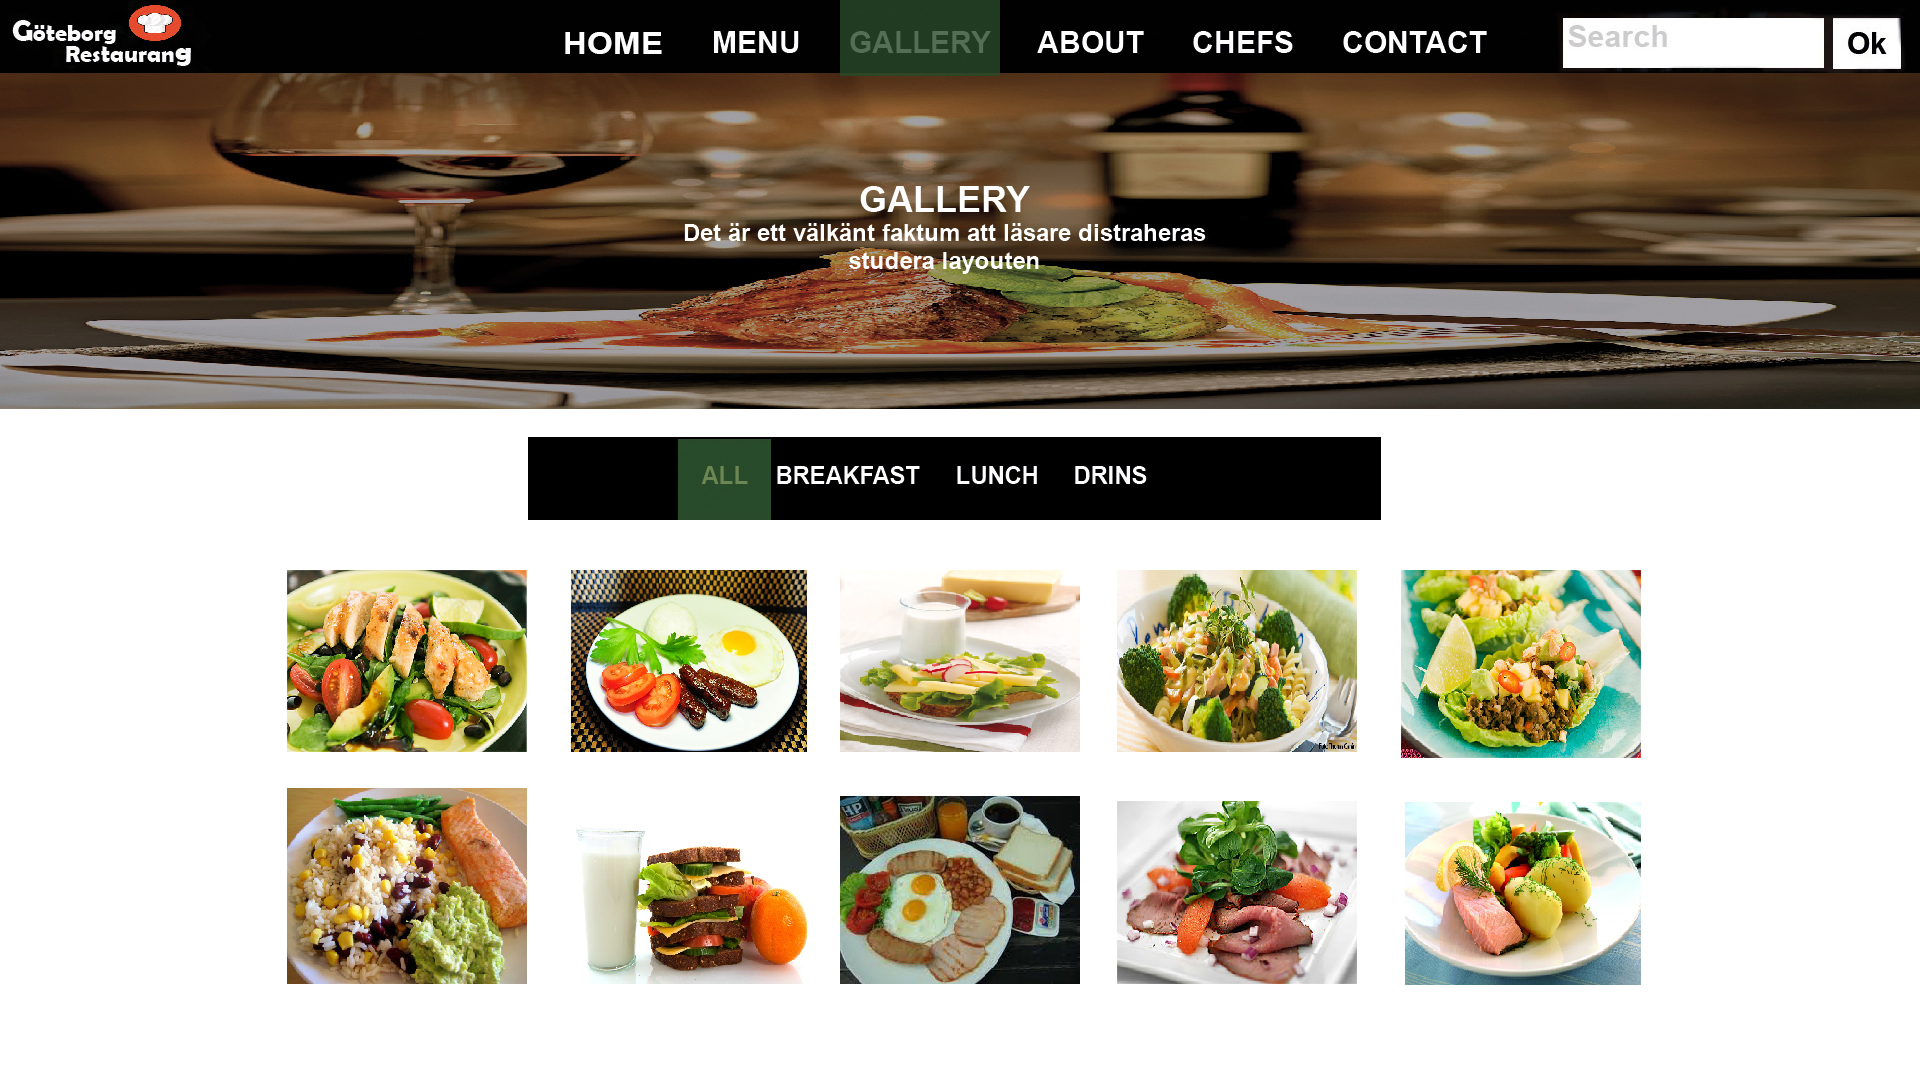 Göteborg
Restaurang
HOME MENU GALLERY ABOUT CHEFS CONTACT
Search
Ok
GALLERY
Det är ett välkänt faktum att läsare distraheras
studera layouten
ALL BREAKFAST LUNCH DRINS
HP